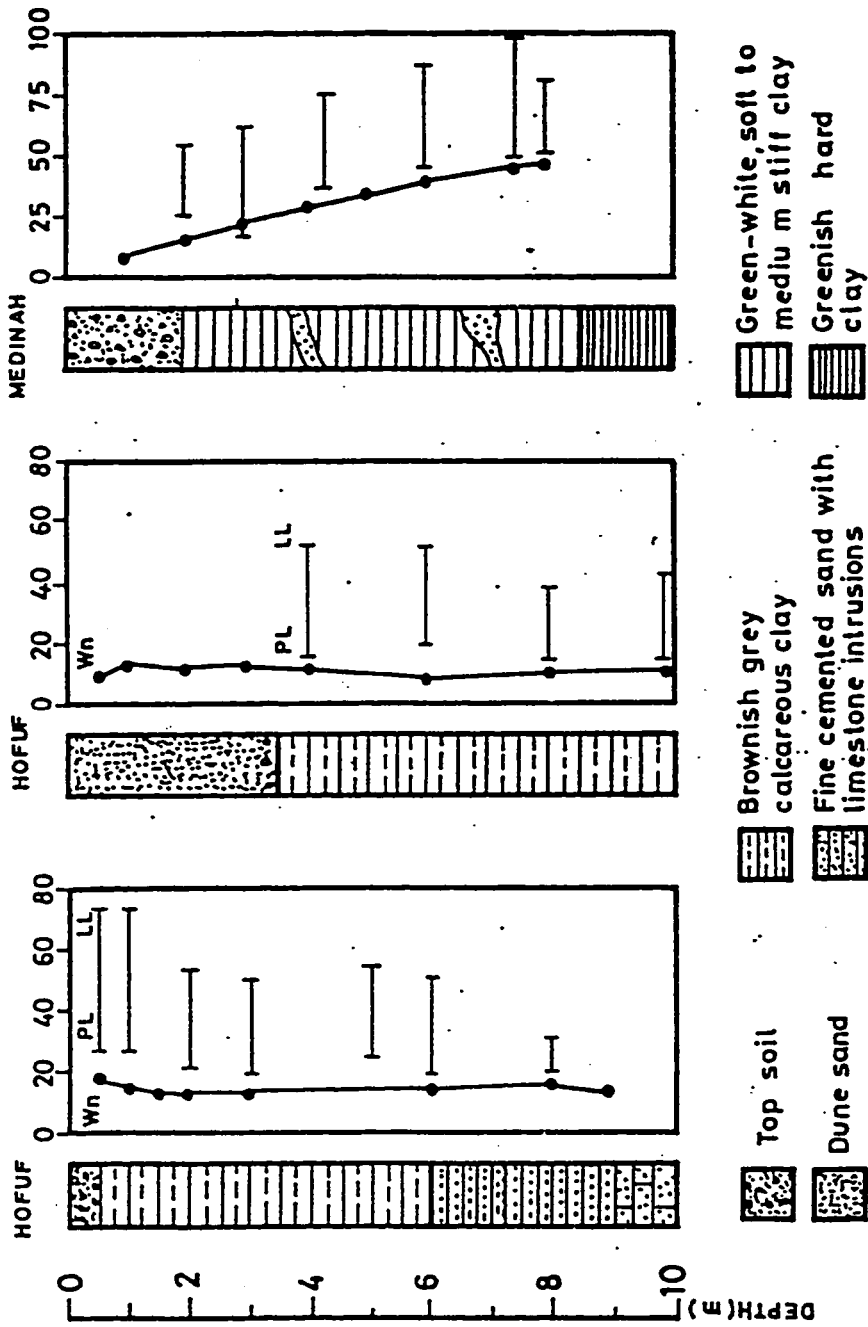 HOFUF
0 20 40 60 80
Wn PL LL
HOFUF
0 20 40 60 80
Wn
PL LL
MEDINAH
0 25 50 75 100
0
2
4
6
8
10
DEPTH(m)
Top soil
Dune sand
Brownish grey
calcareous clay
Fine cemented sand with
limestone intrusions
Green-white, soft to
mediu m stiff clay
Greenish hard
clay